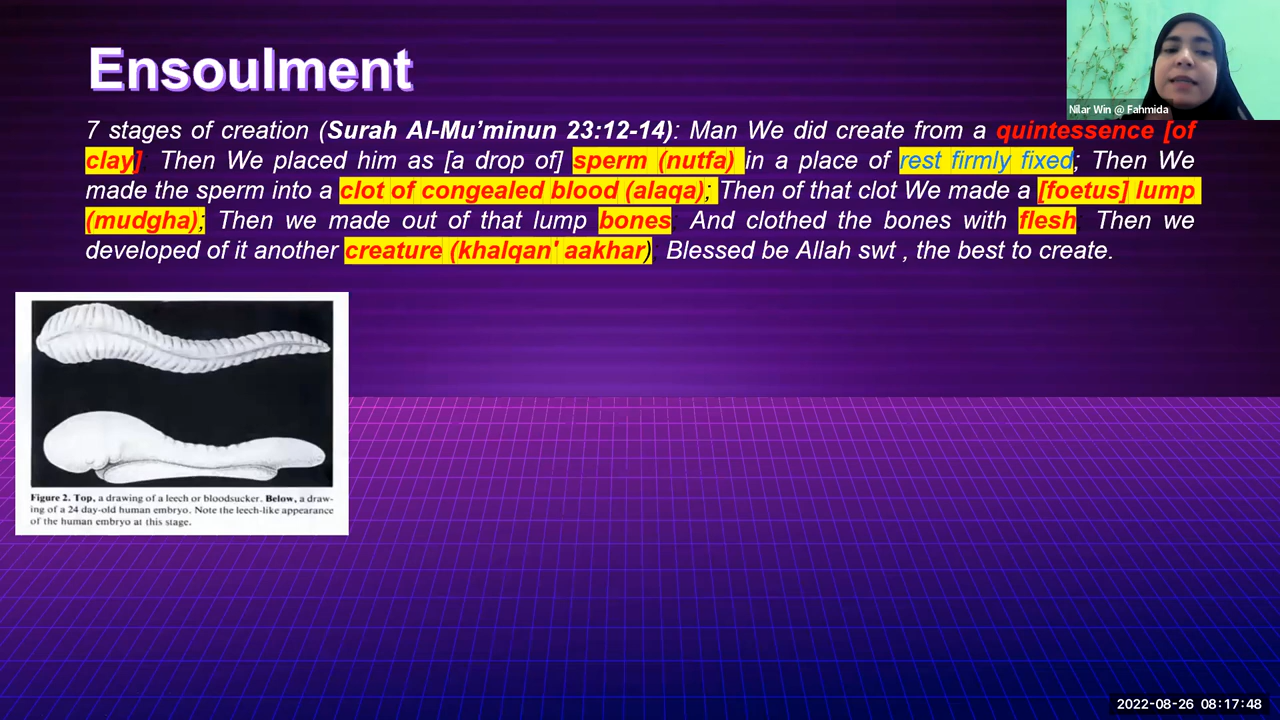 Ensoulment
Nilar Win @ Fahmida
7 stages of creation (Surah Al-Mu’minun 23:12-14): Man We did create from a quintessence [of
clay]; Then We placed him as [a drop of] sperm (nutfa) in a place of rest firmly fixed; Then We
made the sperm into a clot of congealed blood (alaqa); Then of that clot We made a [foetus] lump
(mudgha); Then we made out of that lump bones; And clothed the bones with flesh; Then we
developed of it another creature (khalqan' aakhar); Blessed be Allah swt , the best to create.
Figure 2. Top, a drawing of a leech or bloodsucker. Below, a draw-
ing of a 24 day-old human embryo. Note the leech-like appearance
of the human embryo at this stage.
2022-08-26 08:17:48